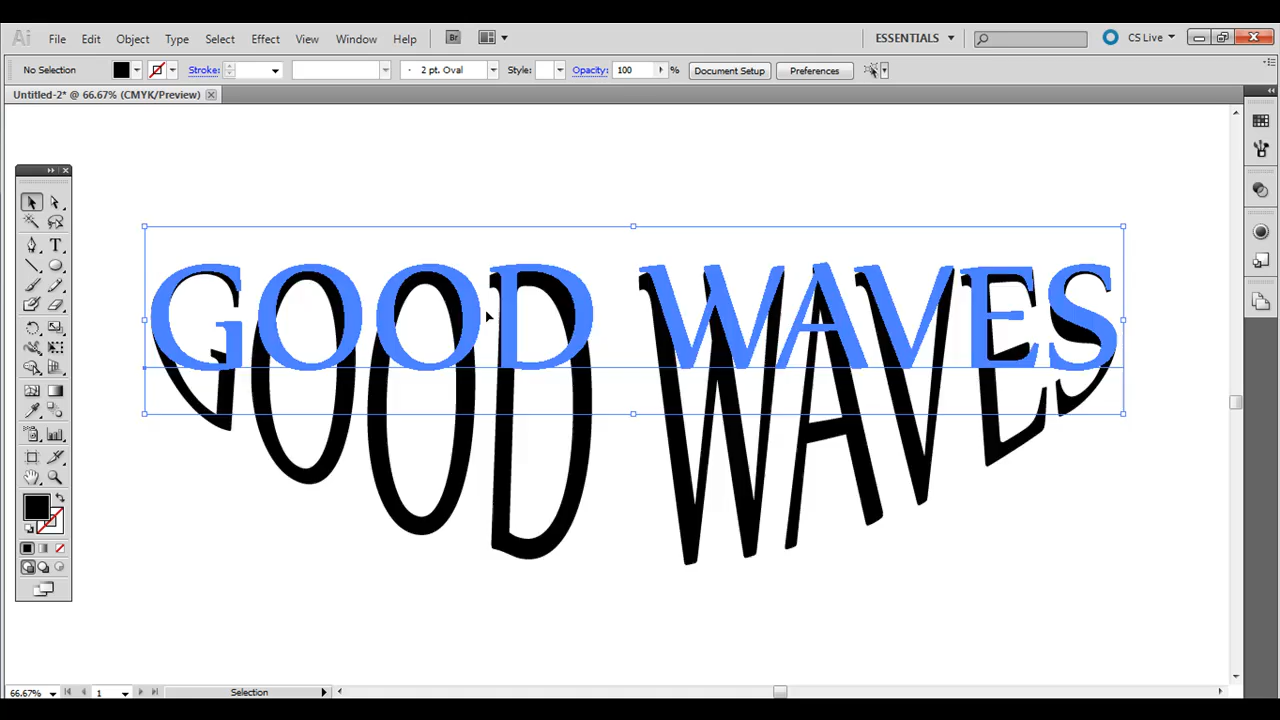 Ai File Edit Object Type Select Effect View Window Help Br ESSENTIALS CS Live
No Selection Stroke: 2 pt. Oval Style: Opacity: 100 % Document Setup Preferences
Untitled-2* @ 66.67% (CMYK/Preview)
GOOD WAVES
GOOD WAVES
66.67% 1 Selection